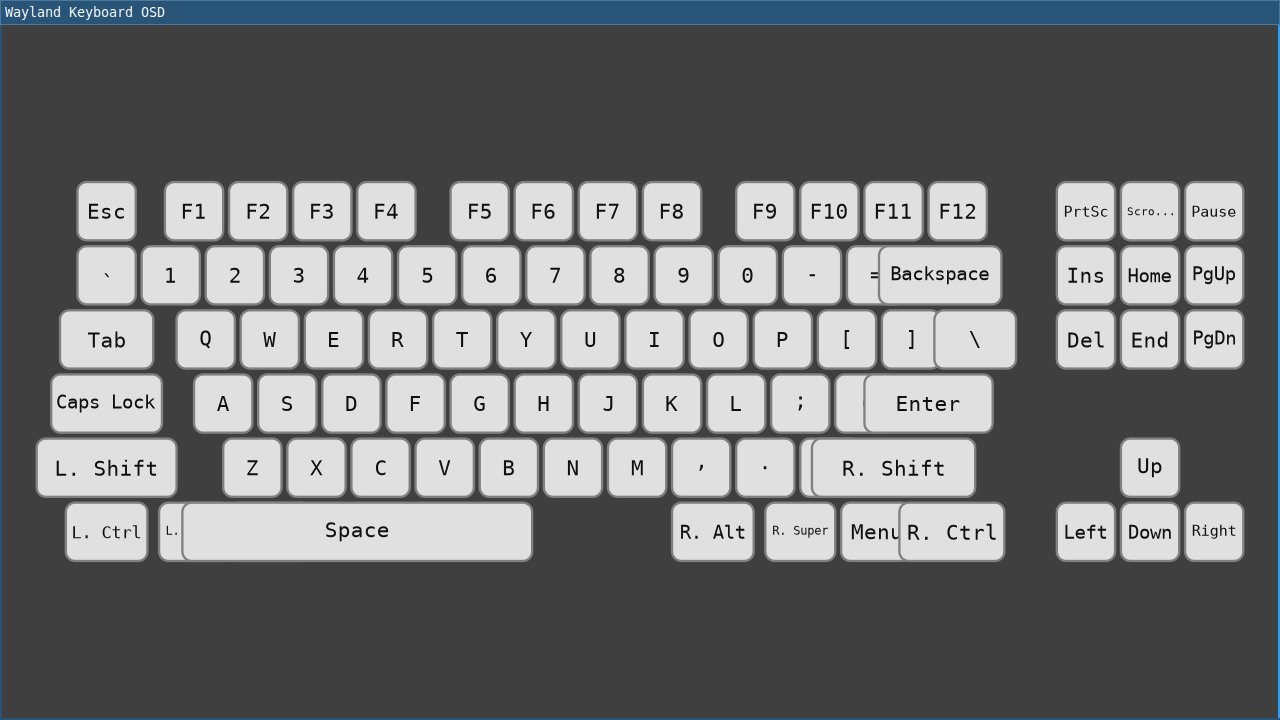 Wayland Keyboard OSD
Esc F1 F2 F3 F4 F5 F6 F7 F8 F9 F10 F11 F12 PrtSc Scro... Pause
` 1 2 3 4 5 6 7 8 9 0 - = Backspace Ins Home PgUp
Tab Q W E R T Y U I O P [ ] \ Del End PgDn
Caps Lock A S D F G H J K L ; Enter
L. Shift Z X C V B N M , . R. Shift Up
L. Ctrl L. Space R. Alt R. Super Menu R. Ctrl Left Down Right